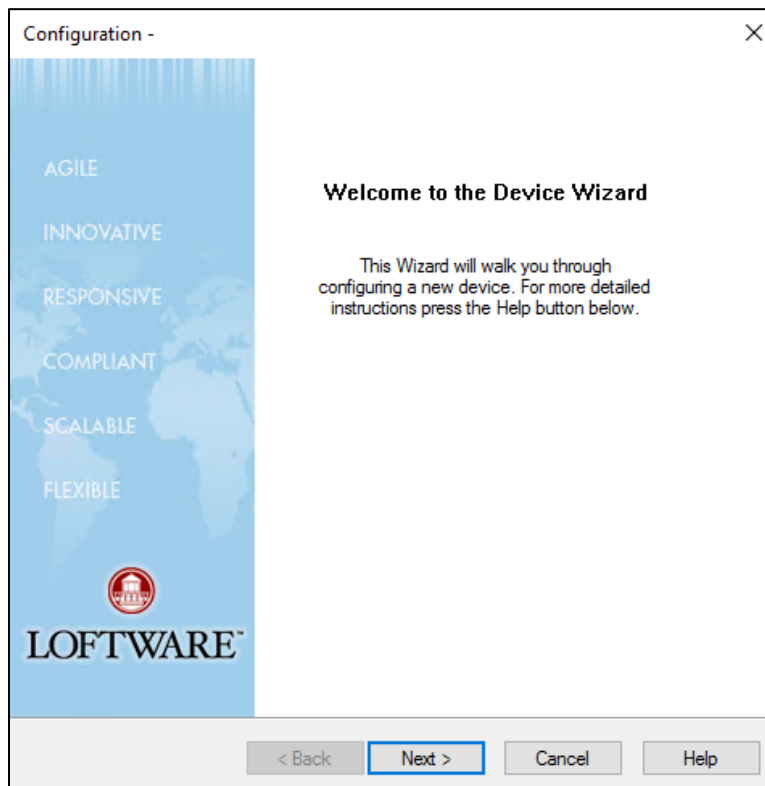 Configuration -
AGILE
INNOVATIVE
RESPONSIVE
COMPLIANT
SCALABLE
FLEXIBLE
LOFTWARE™
Welcome to the Device Wizard
This Wizard will walk you through
configuring a new device. For more detailed
instructions press the Help button below.
< Back
Next >
Cancel
Help